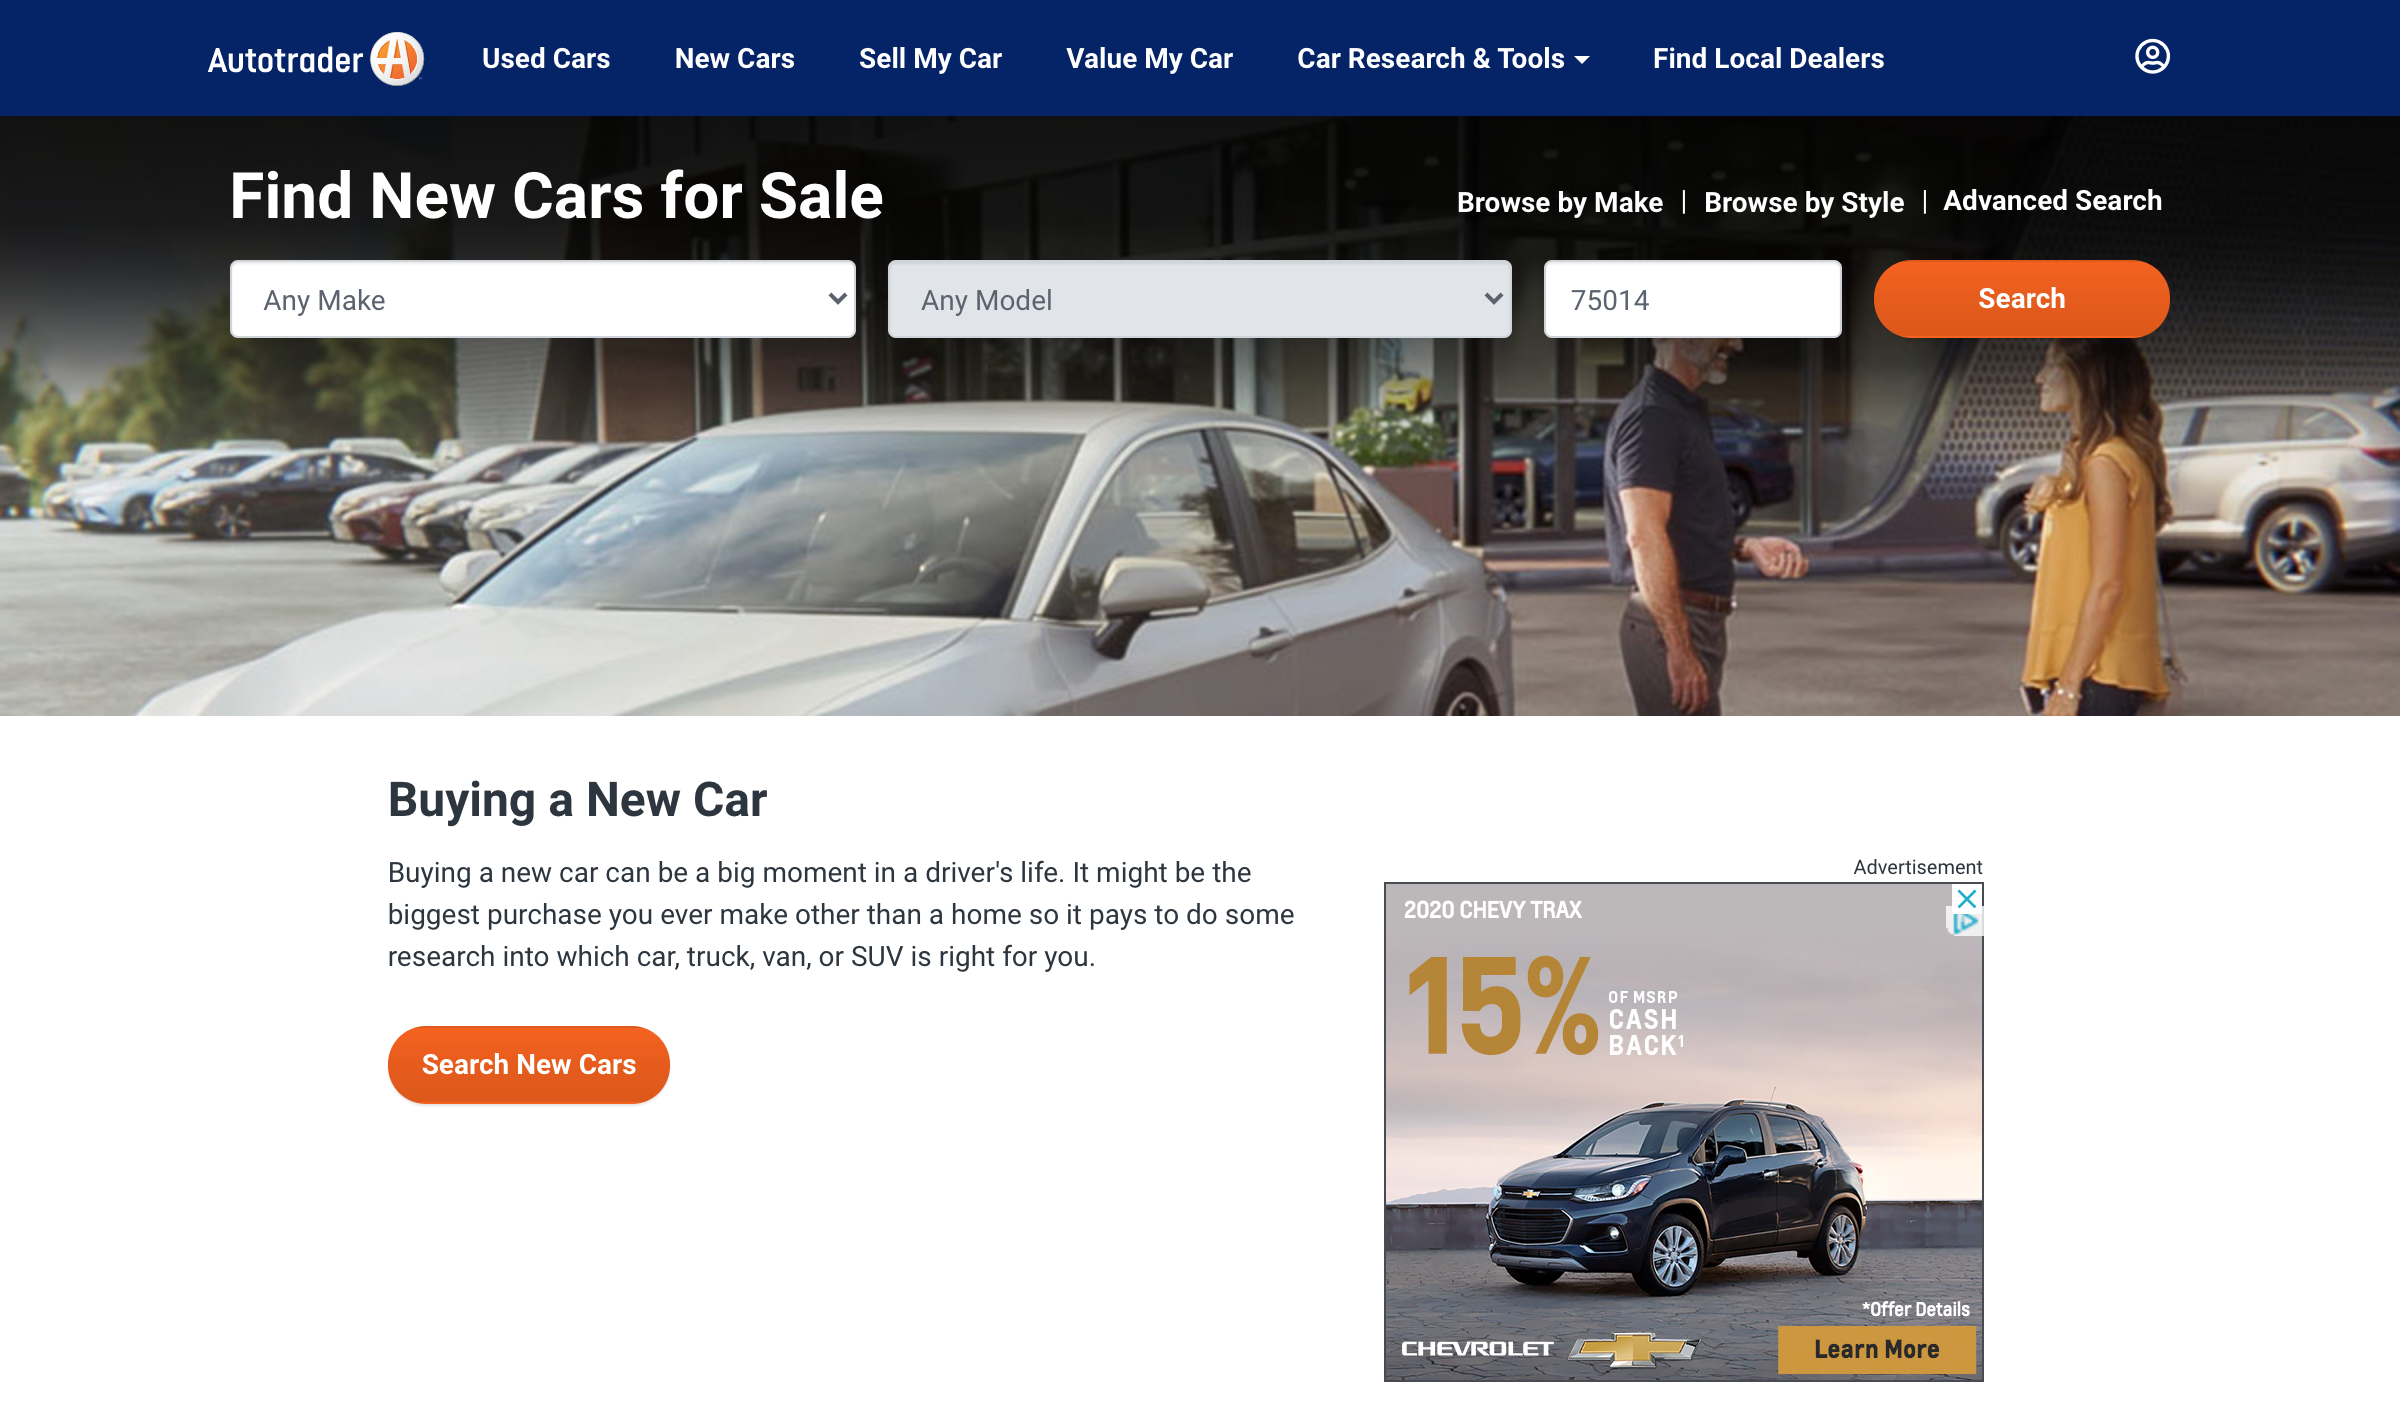 Autotrader
Used Cars
New Cars
Sell My Car
Value My Car
Car Research & Tools
Find Local Dealers
Find New Cars for Sale
Browse by Make | Browse by Style | Advanced Search
Any Make
Any Model
75014
Search
Buying a New Car
Buying a new car can be a big moment in a driver's life. It might be the
biggest purchase you ever make other than a home so it pays to do some
research into which car, truck, van, or SUV is right for you.
Search New Cars
Advertisement
2020 CHEVY TRAX
15%
OF MSRP
CASH
BACK¹
*Offer Details
CHEVROLET
Learn More